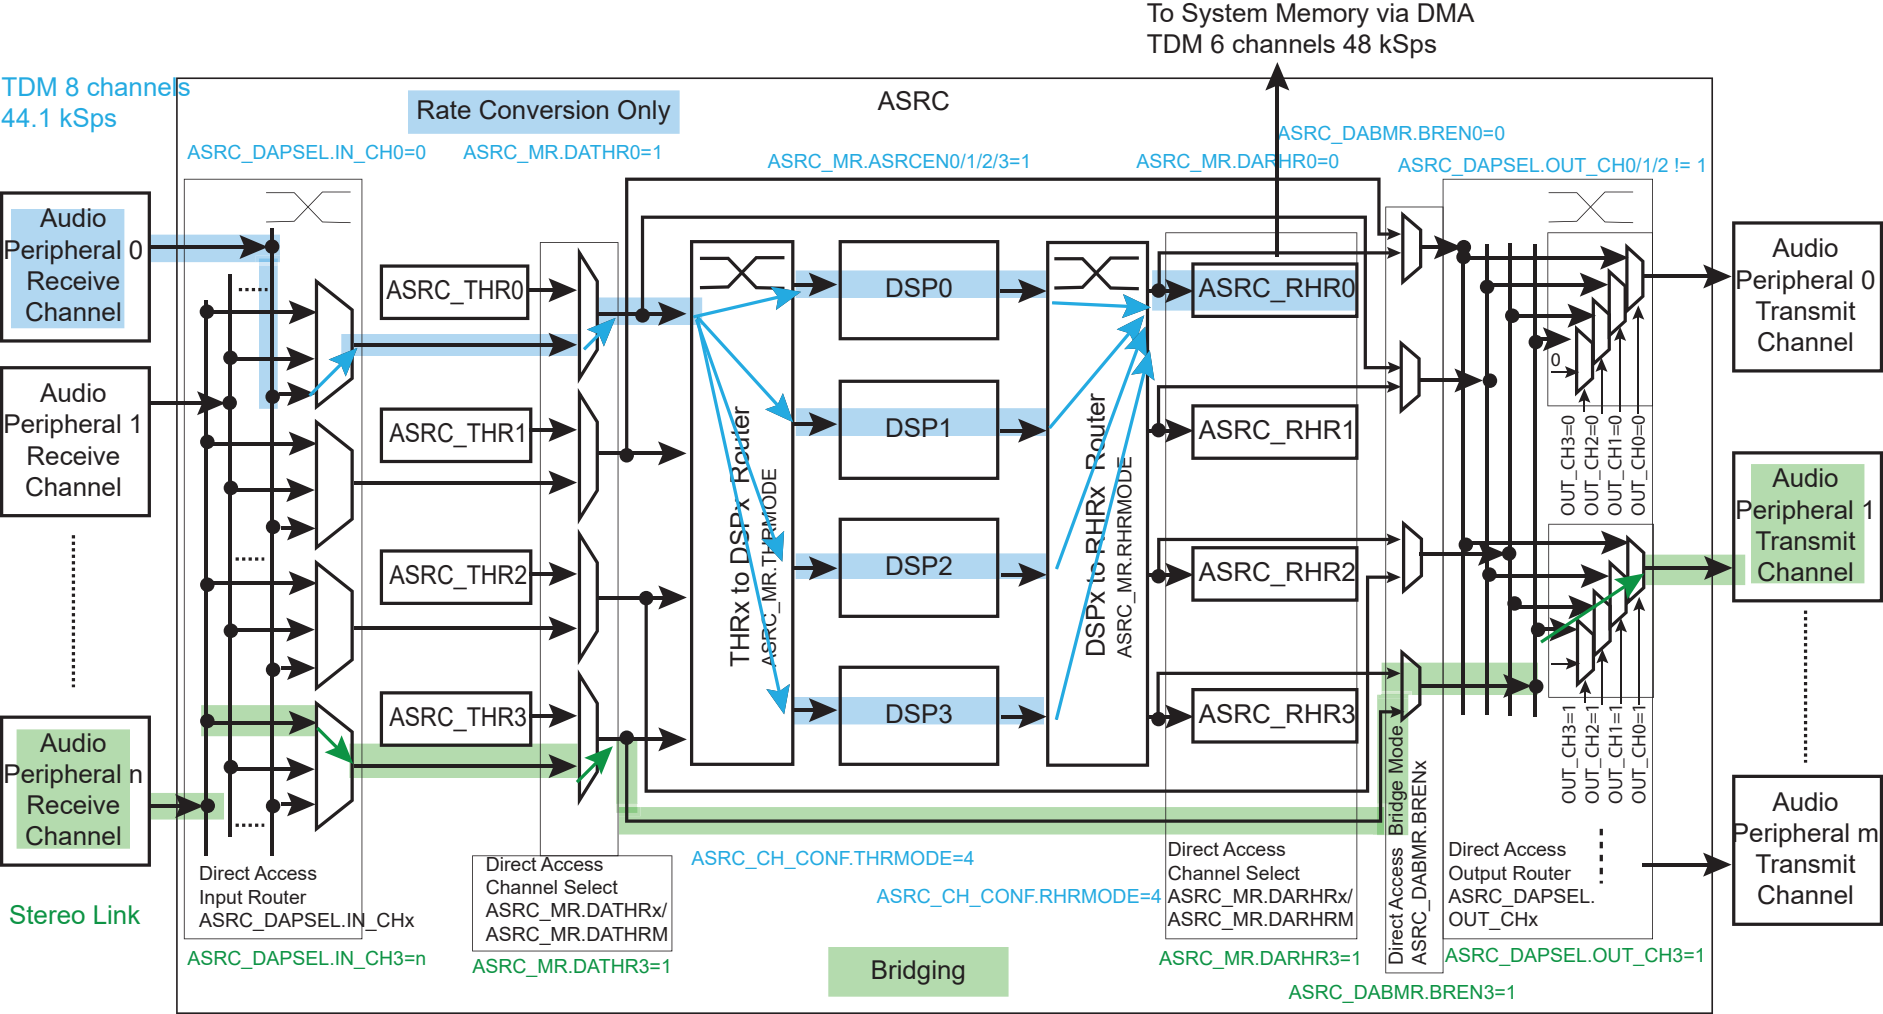 To System Memory via DMA
TDM 6 channels 48 kSps
TDM 8 channels
44.1 kSps
Rate Conversion Only
ASRC
ASRC_DABMR.BREN0=0
ASRC_DAPSEL.IN_CH0=0
ASRC_MR.DATHR0=1
ASRC_MR.ASRCEN0/1/2/3=1
ASRC_MR.DARHR0=0
ASRC_DAPSEL.OUT_CH0/1/2 != 1
Audio
Peripheral 0
Receive
Channel
Audio
Peripheral 1
Receive
Channel
Audio
Peripheral n
Receive
Channel
Stereo Link
ASRC_THR0
ASRC_THR1
ASRC_THR2
ASRC_THR3
THRx to DSPx Router
ASRC_MR.THRMODE
DSP0
DSP1
DSP2
DSP3
DSPx to RHRx Router
ASRC_MR.RHRMODE
ASRC_RHR0
ASRC_RHR1
ASRC_RHR2
ASRC_RHR3
Direct Access Bridge Mode
ASRC_DABMR.BRENx
0
OUT_CH3=0
OUT_CH2=0
OUT_CH1=0
OUT_CH0=0
OUT_CH3=1
OUT_CH2=1
OUT_CH1=1
OUT_CH0=1
Audio
Peripheral 0
Transmit
Channel
Audio
Peripheral 1
Transmit
Channel
Audio
Peripheral m
Transmit
Channel
Direct Access
Input Router
ASRC_DAPSEL.IN_CHx
Direct Access
Channel Select
ASRC_MR.DATHRx/
ASRC_MR.DATHRM
ASRC_CH_CONF.THRMODE=4
ASRC_CH_CONF.RHRMODE=4
Direct Access
Channel Select
ASRC_MR.DARHRx/
ASRC_MR.DARHRM
Direct Access
Output Router
ASRC_DAPSEL.
OUT_CHx
ASRC_DAPSEL.IN_CH3=n
ASRC_MR.DATHR3=1
Bridging
ASRC_MR.DARHR3=1
ASRC_DAPSEL.OUT_CH3=1
ASRC_DABMR.BREN3=1